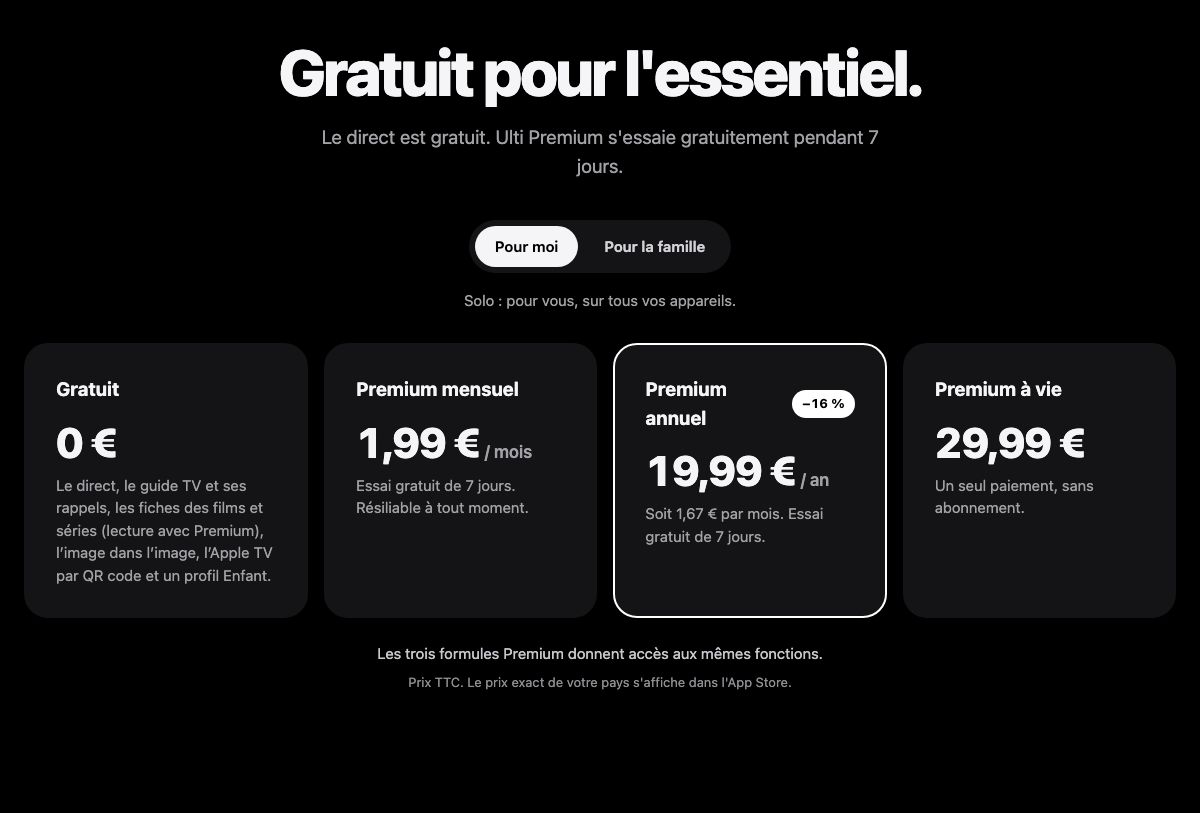 Gratuit pour l'essentiel.
Le direct est gratuit. Ulti Premium s'essaie gratuitement pendant 7
jours.
Pour moi
Pour la famille
Solo : pour vous, sur tous vos appareils.
Gratuit
0 €
Le direct, le guide TV et ses
rappels, les fiches des films et
séries (lecture avec Premium),
l’image dans l’image, l’Apple TV
par QR code et un profil Enfant.
Premium mensuel
1,99 € / mois
Essai gratuit de 7 jours.
Résiliable à tout moment.
Premium
annuel
−16 %
19,99 € / an
Soit 1,67 € par mois. Essai
gratuit de 7 jours.
Premium à vie
29,99 €
Un seul paiement, sans
abonnement.
Les trois formules Premium donnent accès aux mêmes fonctions.
Prix TTC. Le prix exact de votre pays s'affiche dans l'App Store.